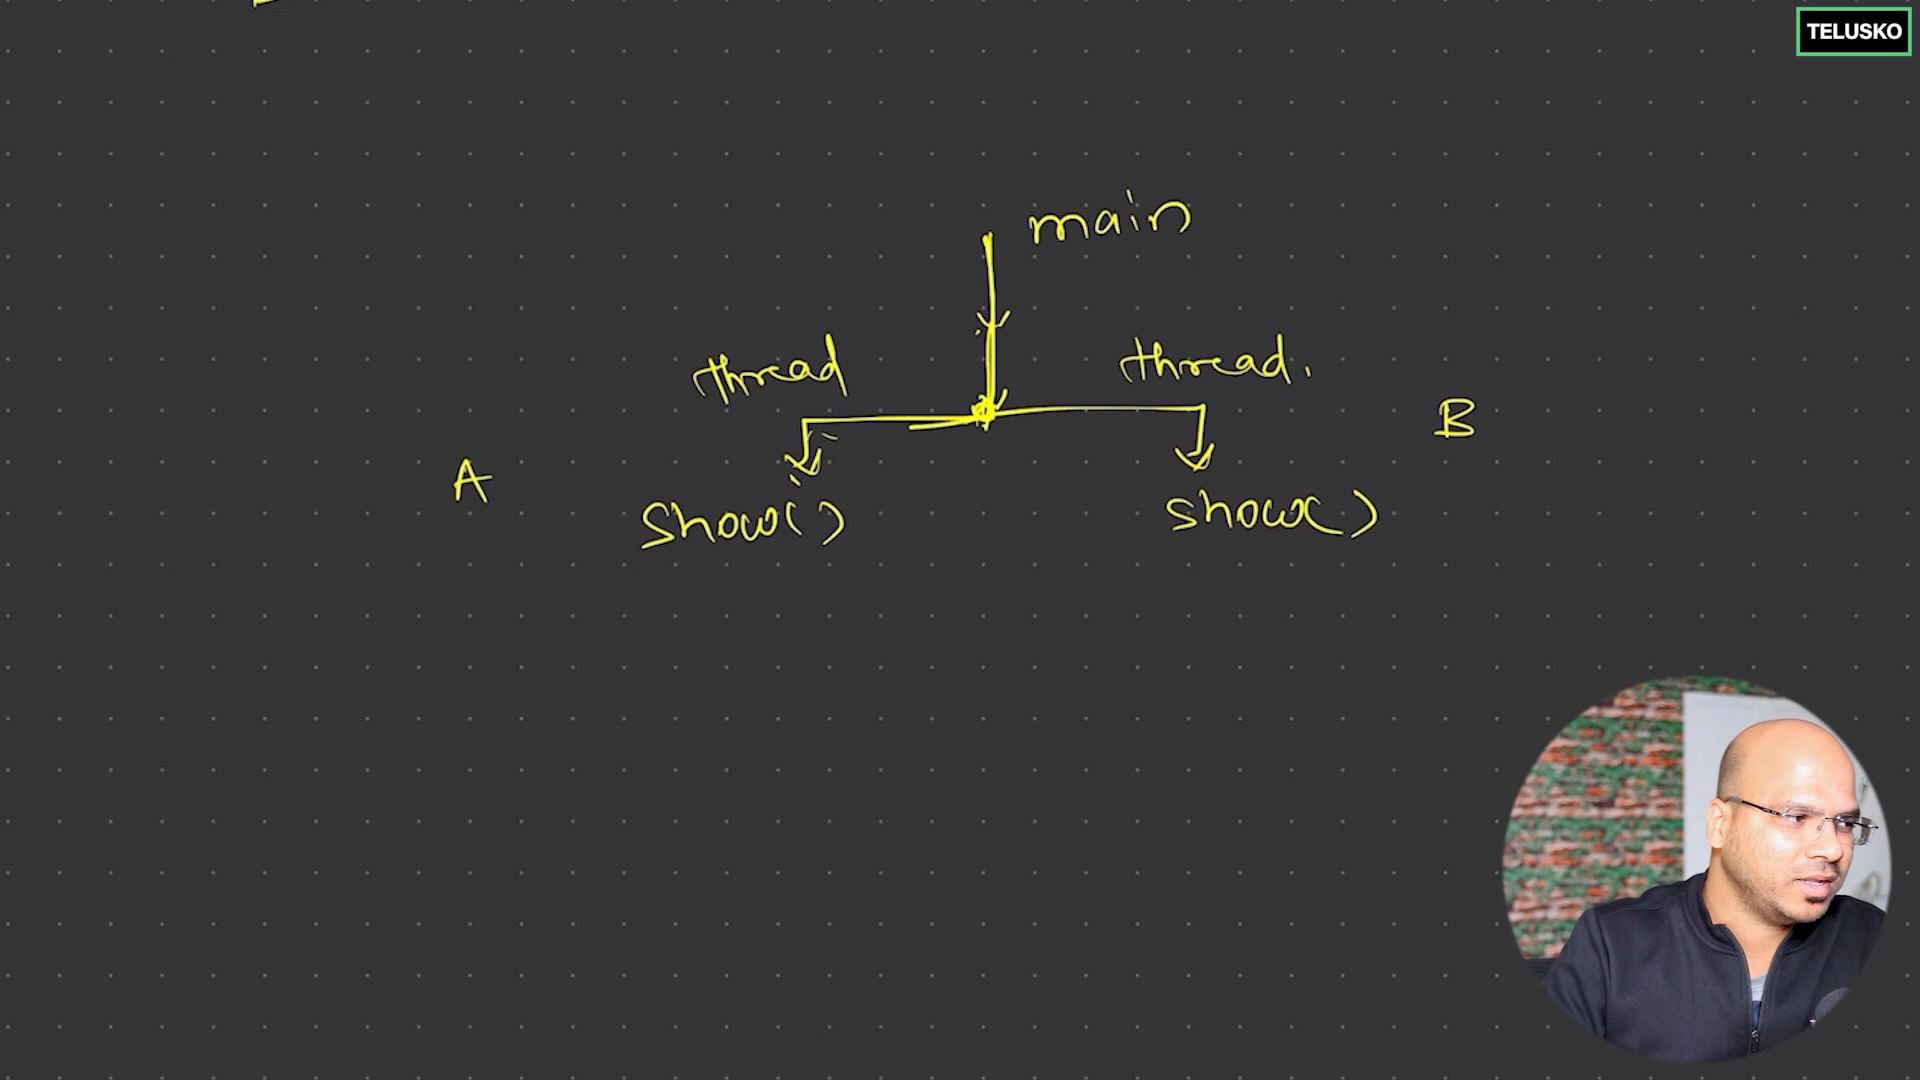 TELUSKO
main
thread
thread.
B
A
show()
show()